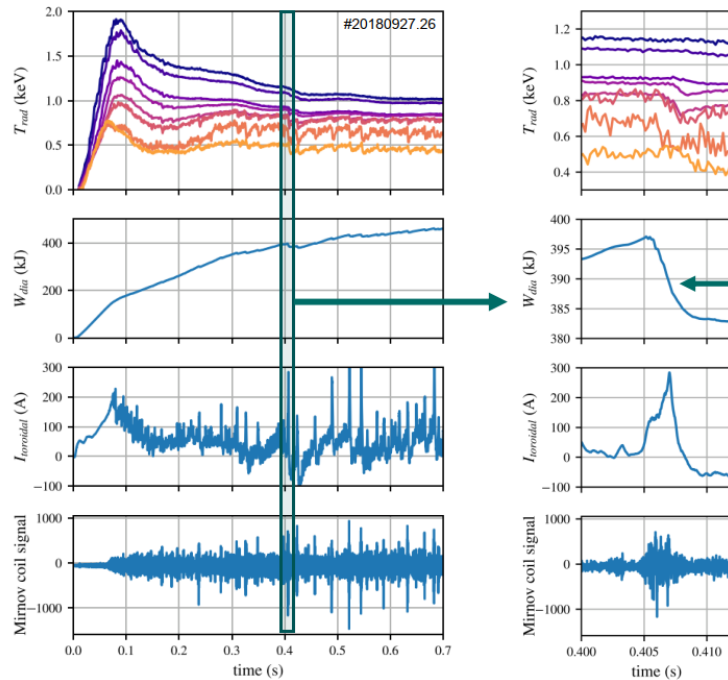 #20180927.26
T_rad (keV)
2.0
1.5
1.0
0.5
0.0
T_rad (keV)
1.2
1.0
0.8
0.6
0.4
W_dia (kJ)
400
200
0
W_dia (kJ)
400
395
390
385
380
I_toroidal (A)
300
200
100
0
−100
I_toroidal (A)
300
200
100
0
−100
Mirnov coil signal
1000
0
−1000
Mirnov coil signal
1000
0
−1000
0.0 0.1 0.2 0.3 0.4 0.5 0.6 0.7
time (s)
0.400 0.405 0.410
time (s)